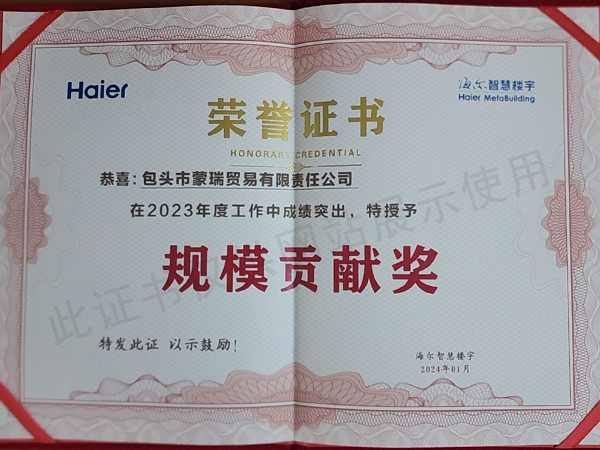 Haier
海尔智慧楼宇
Haier MetaBuilding
荣誉证书
HONORARY CREDENTIAL
恭喜:包头市蒙瑞贸易有限责任公司
在2023年度工作中成绩突出，特授予
规模贡献奖
特发此证 以示鼓励!
海尔智慧楼宇
2024年01月
此证书仅供网站展示使用